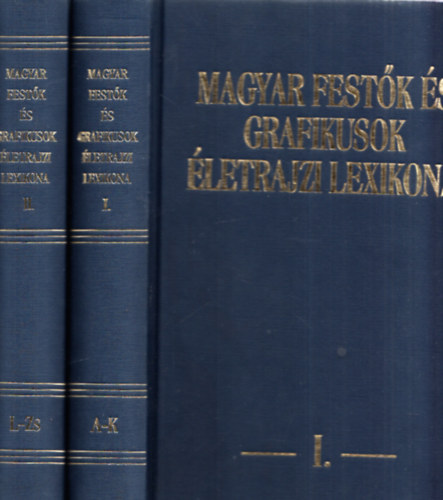 MAGYAR
FESTŐK
ÉS
GRAFIKUSOK
ÉLETRAJZI
LEXIKONA
II.
L-Zs
MAGYAR
FESTŐK
ÉS
GRAFIKUSOK
ÉLETRAJZI
LEXIKONA
I.
A-K
MAGYAR FESTŐK ÉS
GRAFIKUSOK
ÉLETRAJZI LEXIKONA
I.